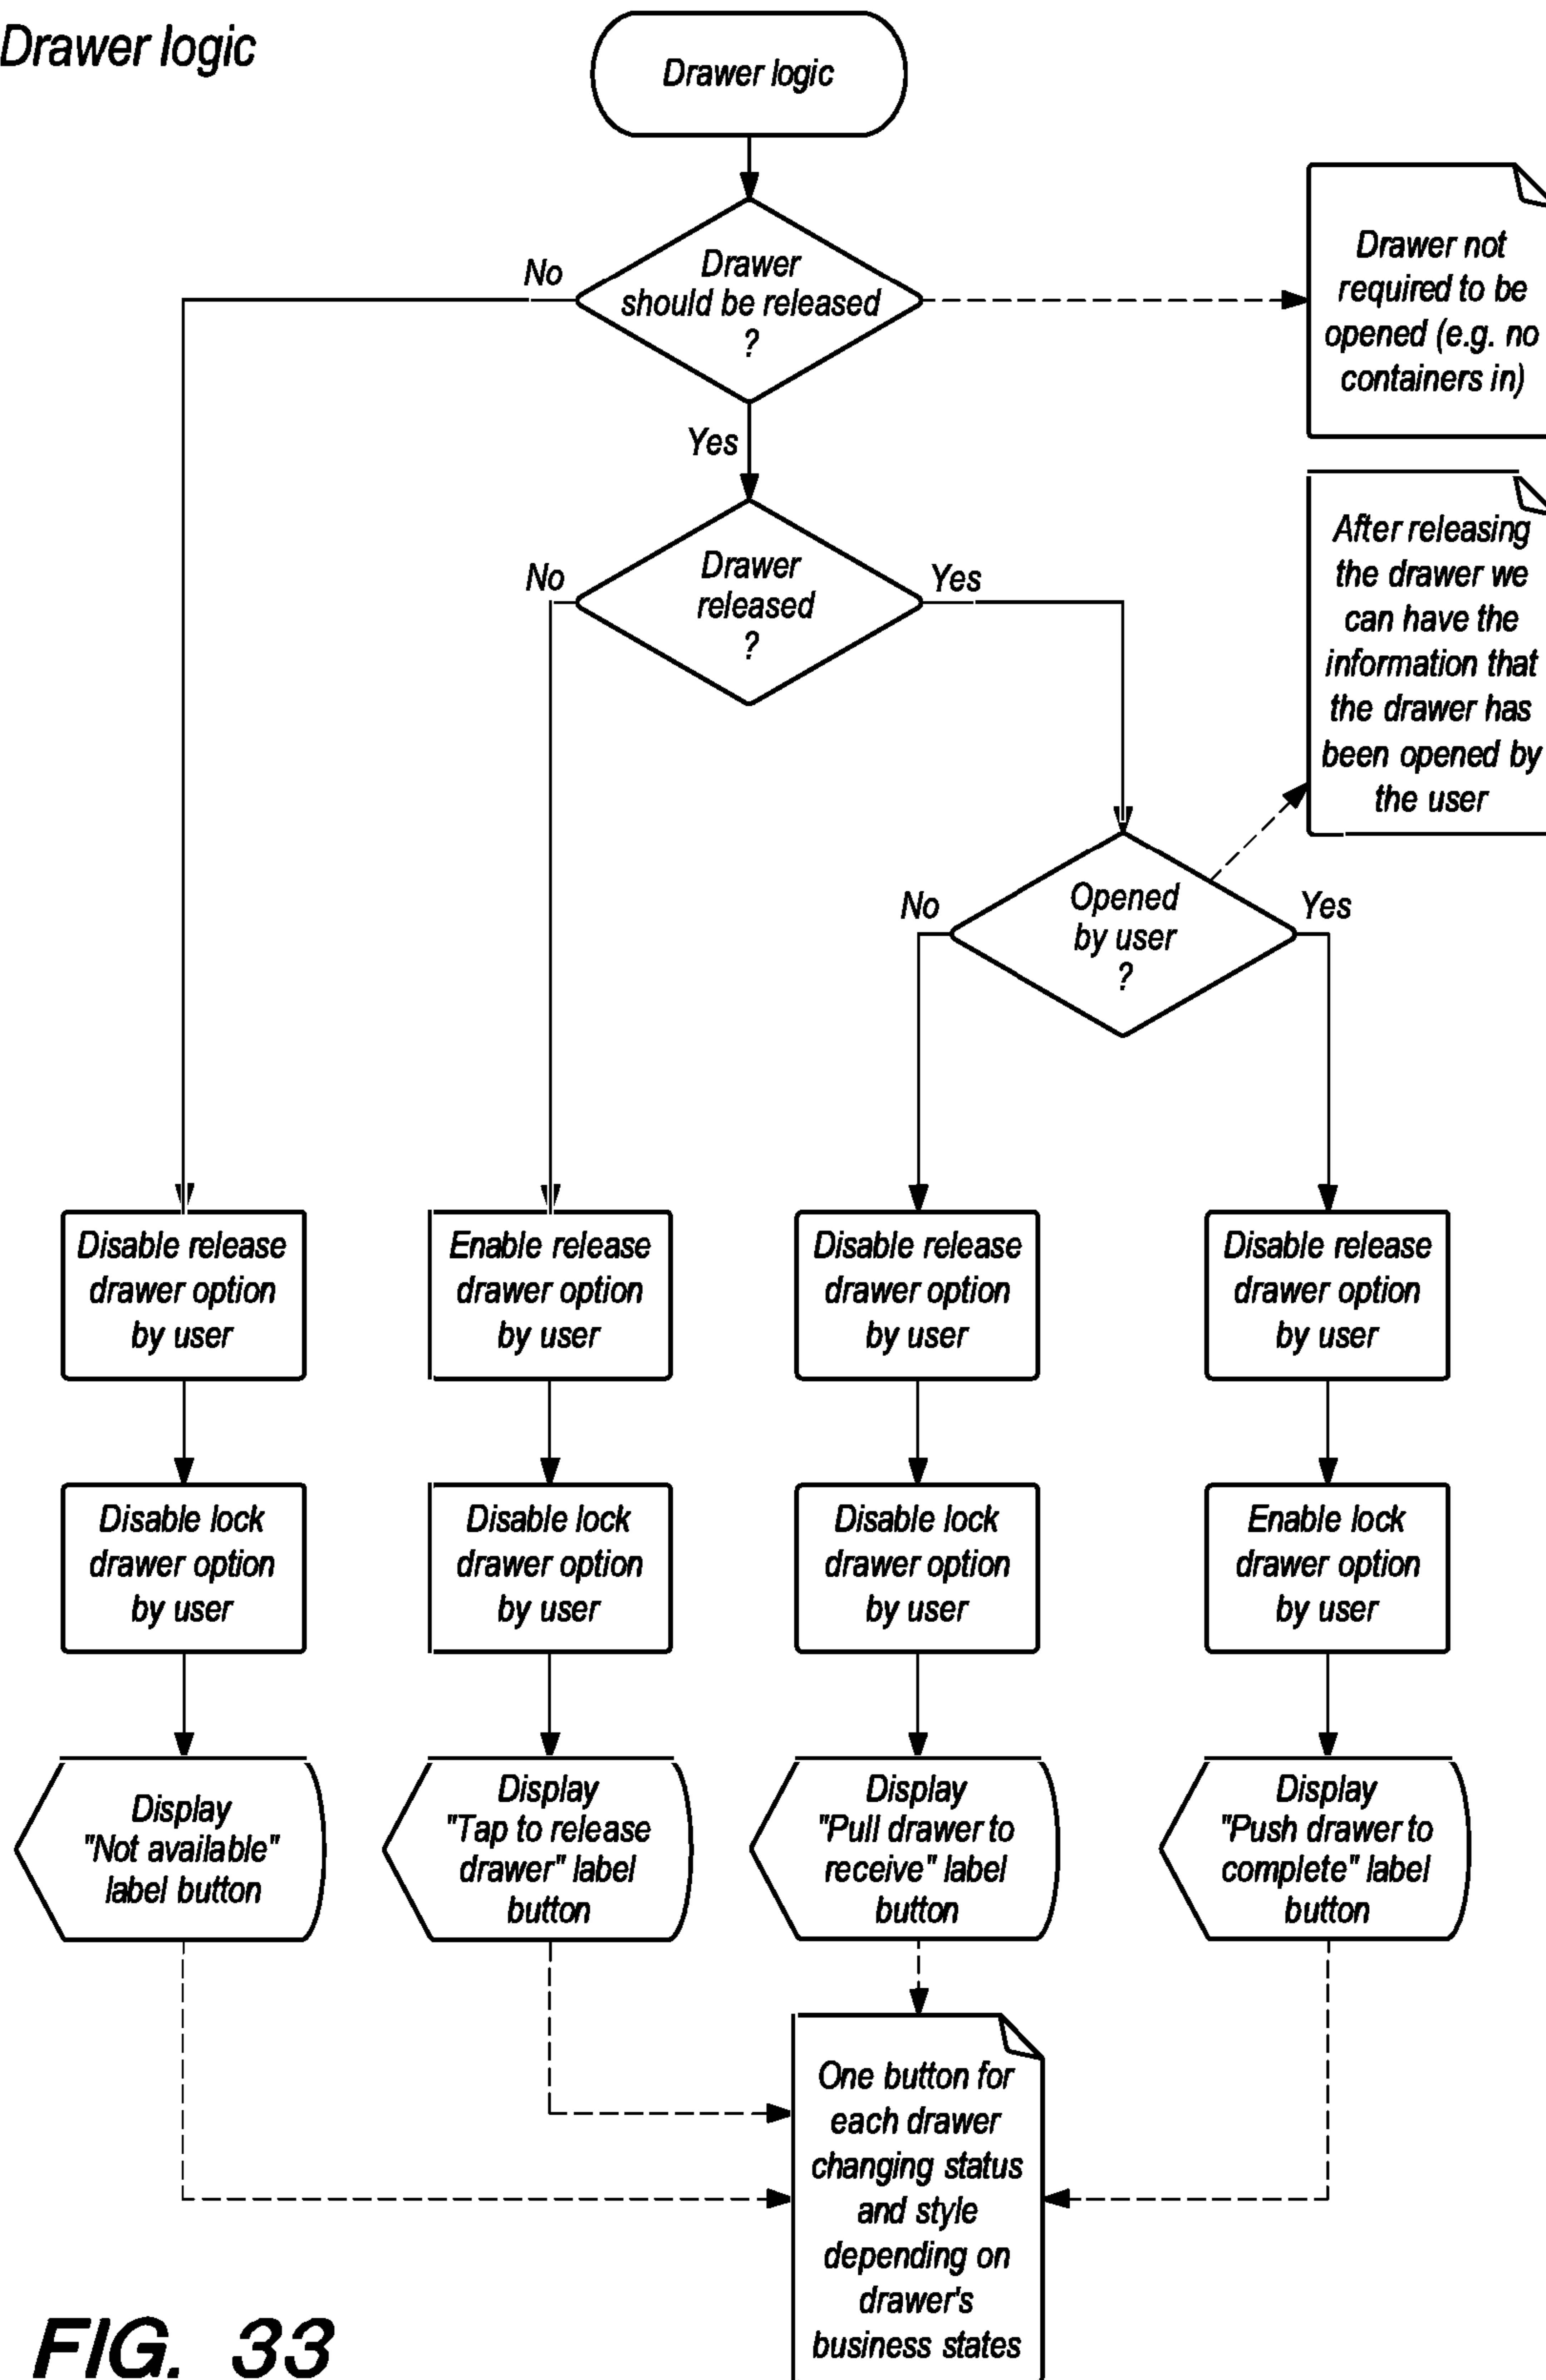 Drawer logic
Drawer logic
Drawer
should be released
?
No
Yes
Drawer not
required to be
opened (e.g. no
containers in)
Drawer
released
?
No
Yes
After releasing
the drawer we
can have the
information that
the drawer has
been opened by
the user
Opened
by user
?
No
Yes
Disable release
drawer option
by user
Enable release
drawer option
by user
Disable release
drawer option
by user
Disable release
drawer option
by user
Disable lock
drawer option
by user
Disable lock
drawer option
by user
Disable lock
drawer option
by user
Enable lock
drawer option
by user
Display
"Not available"
label button
Display
"Tap to release
drawer" label
button
Display
"Pull drawer to
receive" label
button
Display
"Push drawer to
complete" label
button
One button for
each drawer
changing status
and style
depending on
drawer's
business states
FIG. 33